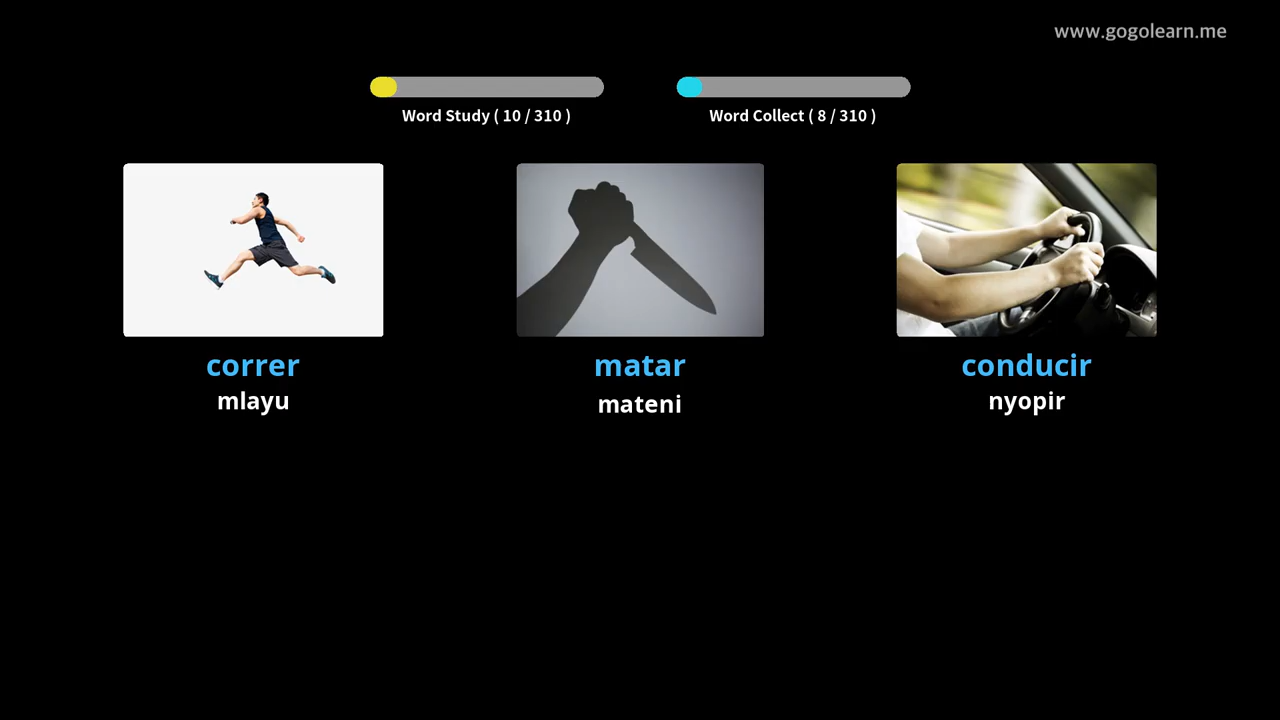 www.gogolearn.me
Word Study ( 10 / 310 )
Word Collect ( 8 / 310 )
correr
mlayu
matar
mateni
conducir
nyopir